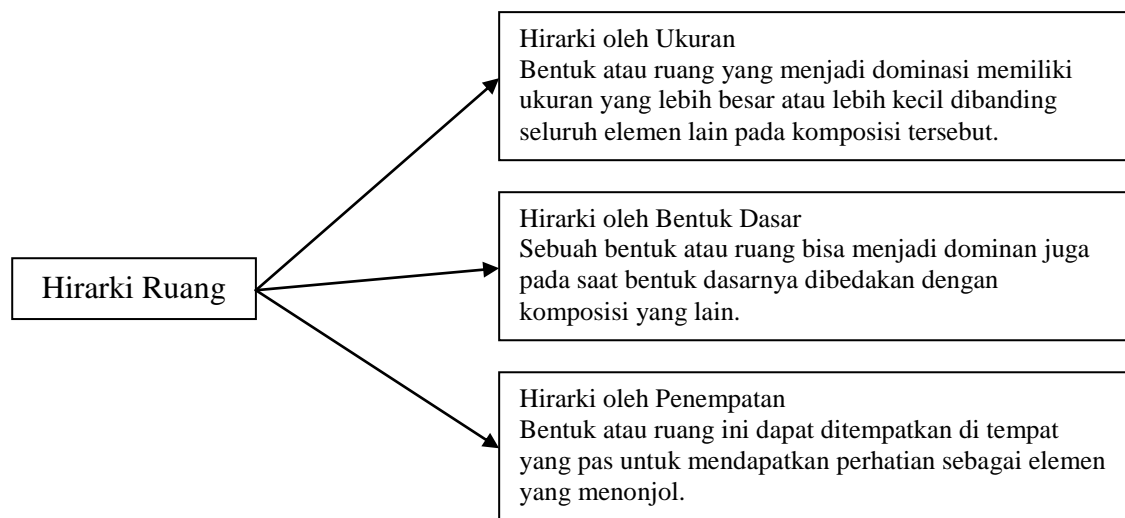 Hirarki oleh Ukuran
Bentuk atau ruang yang menjadi dominasi memiliki
ukuran yang lebih besar atau lebih kecil dibanding
seluruh elemen lain pada komposisi tersebut.
Hirarki oleh Bentuk Dasar
Sebuah bentuk atau ruang bisa menjadi dominan juga
pada saat bentuk dasarnya dibedakan dengan
komposisi yang lain.
Hirarki Ruang
Hirarki oleh Penempatan
Bentuk atau ruang ini dapat ditempatkan di tempat
yang pas untuk mendapatkan perhatian sebagai elemen
yang menonjol.